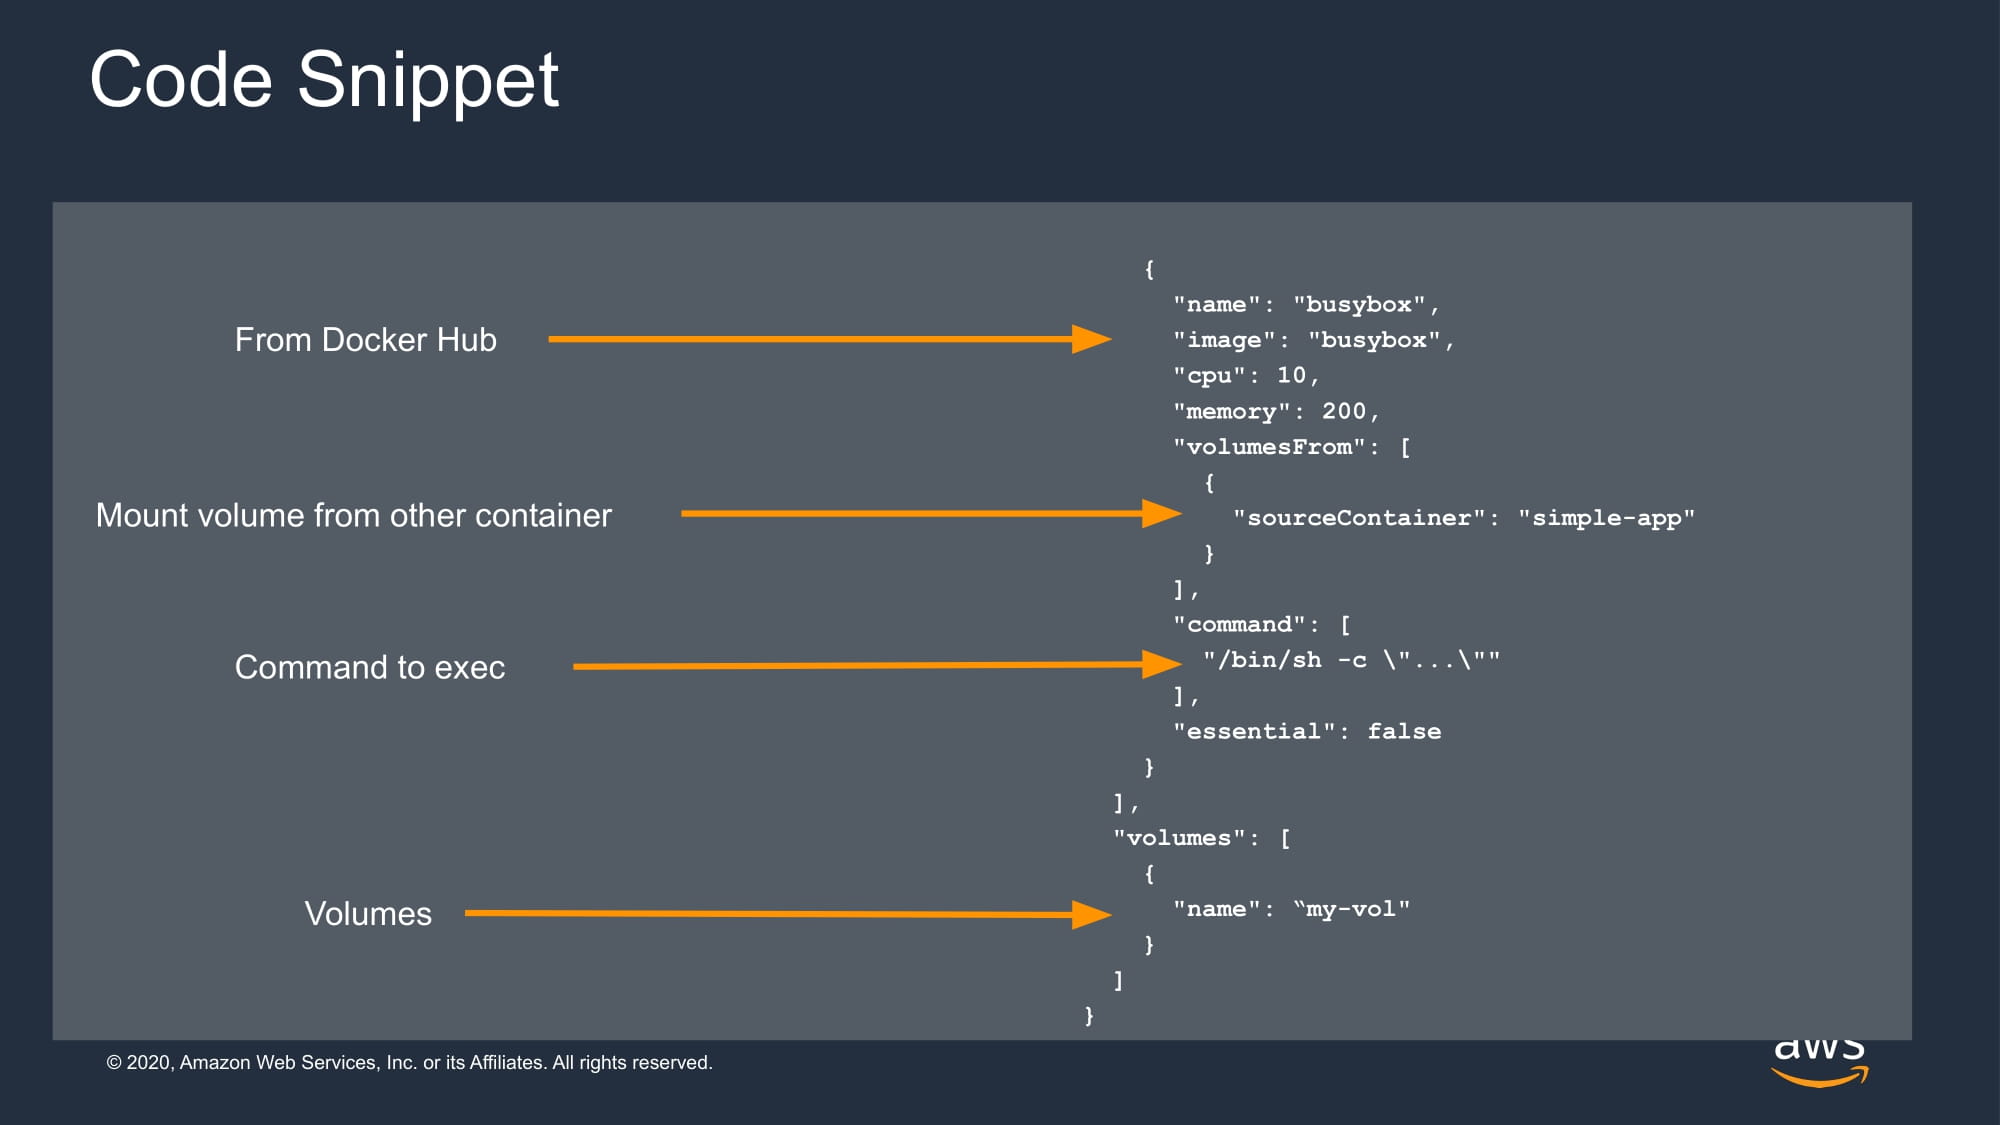 Code Snippet
{
From Docker Hub
"name": "busybox",
"image": "busybox",
"cpu": 10,
"memory": 200,
"volumesFrom": [
{
Mount volume from other container
"sourceContainer": "simple-app"
}
],
"command": [
Command to exec
"/bin/sh -c \"...\""
],
"essential": false
}
],
"volumes": [
{
Volumes
"name": “my-vol"
}
]
}
© 2020, Amazon Web Services, Inc. or its Affiliates. All rights reserved.
aws